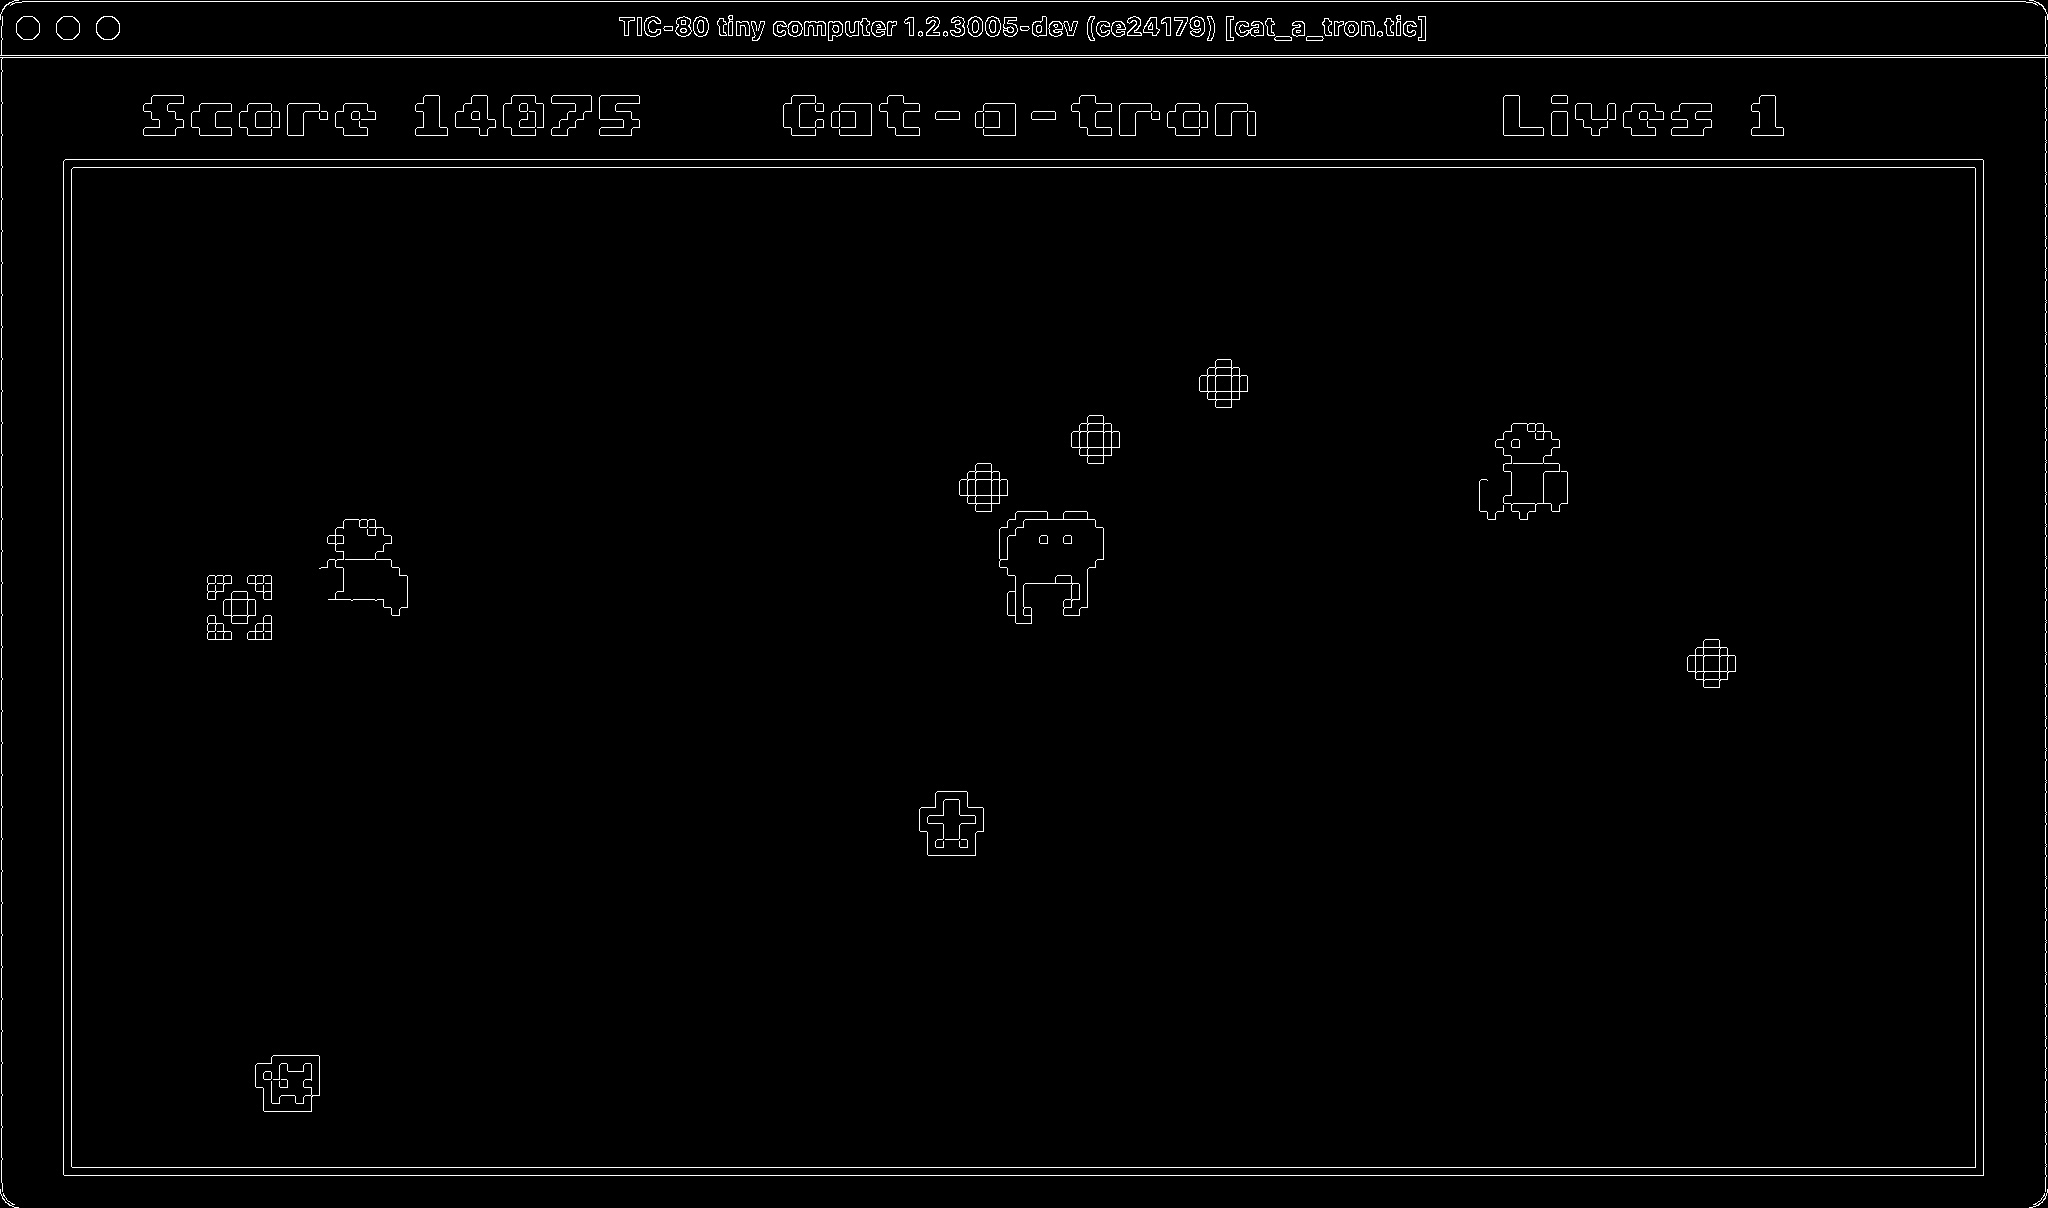 TIC-80 tiny computer 1.2.3005-dev (ce24179) [cat_a_tron.tic]
Score 14075 Cat-a-tron Lives 1